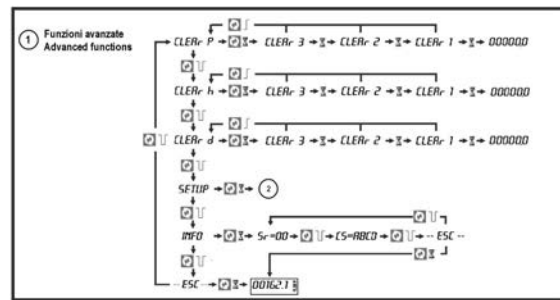 1 Funzioni avanzate
Advanced functions
CLEAr P CLEAr 3 CLEAr 2 CLEAr 1 000000
CLEAr h CLEAr 3 CLEAr 2 CLEAr 1 000000
CLEAr d CLEAr 3 CLEAr 2 CLEAr 1 000000
SETUP 2
INFO Sr=00 CS=ABCD -- ESC --
-- ESC -- 00162.1